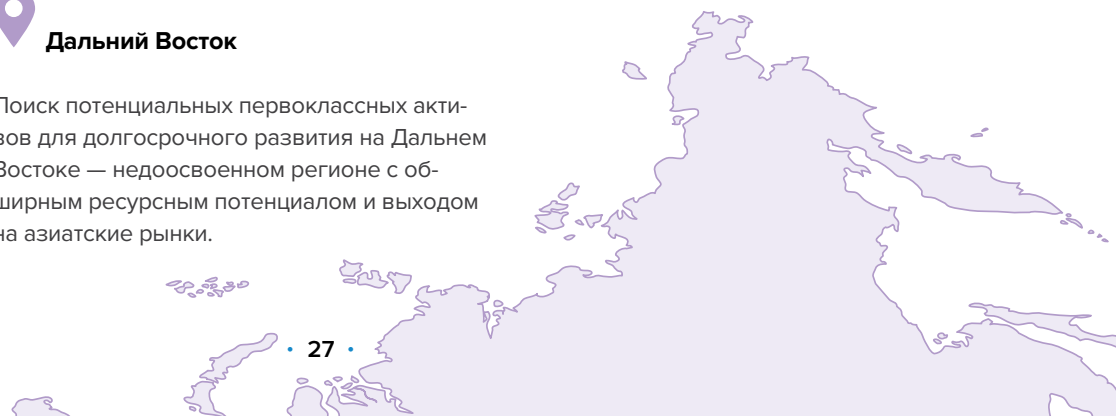 Дальний Восток
Поиск потенциальных первоклассных акти-
вов для долгосрочного развития на Дальнем
Востоке — недоосвоенном регионе с об-
ширным ресурсным потенциалом и выходом
на азиатские рынки.
• 27 •